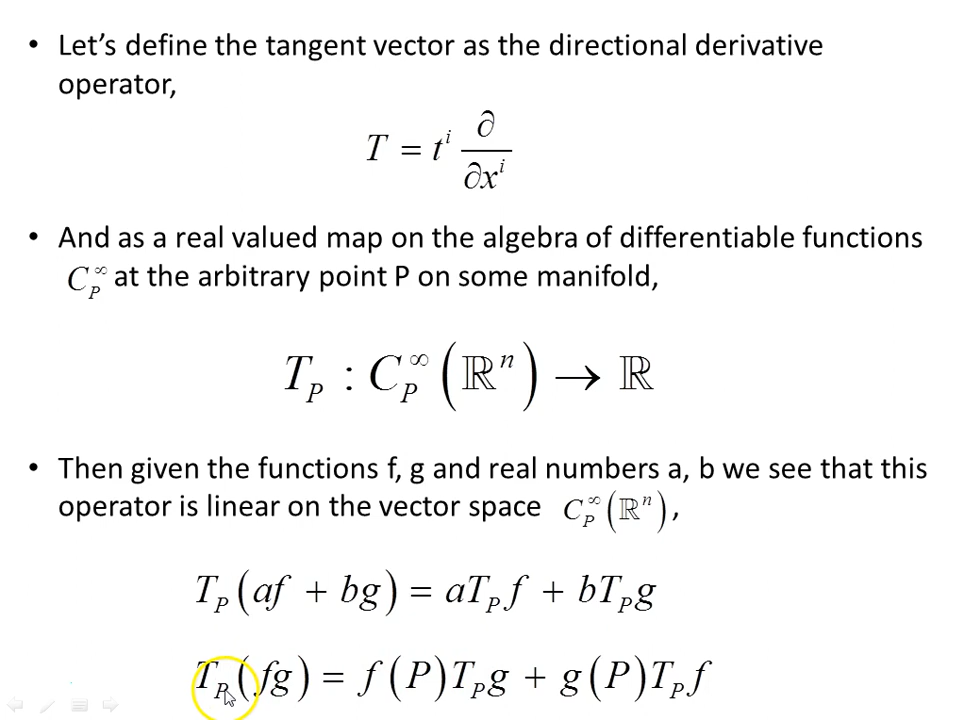 • Let’s define the tangent vector as the directional derivative
operator,
T = t^i ∂/∂x^i
• And as a real valued map on the algebra of differentiable functions
C_P^∞ at the arbitrary point P on some manifold,
T_P : C_P^∞ (ℝ^n) → ℝ
• Then given the functions f, g and real numbers a, b we see that this
operator is linear on the vector space C_P^∞ (ℝ^n),
T_P (af + bg) = aT_P f + bT_P g
T_P (fg) = f (P)T_P g + g(P)T_P f